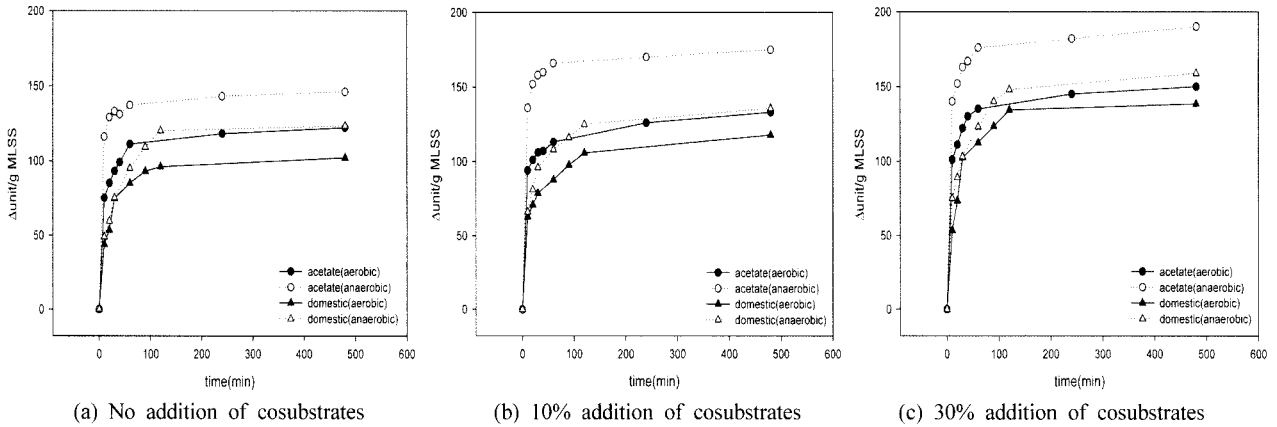 200
150
100
50
0
Δunit/g MLSS
acetate(aerobic)
acetate(anaerobic)
domestic(aerobic)
domestic(anaerobic)
0 100 200 300 400 500 600
time(min)
(a) No addition of cosubstrates
200
150
100
50
0
Δunit/g MLSS
acetate(aerobic)
acetate(anaerobic)
domestic(aerobic)
domestic(anaerobic)
0 100 200 300 400 500 600
time(min)
(b) 10% addition of cosubstrates
200
150
100
50
0
Δunit/g MLSS
acetate(aerobic)
acetate(anaerobic)
domestic(aerobic)
domestic(anaerobic)
0 100 200 300 400 500 600
time(min)
(c) 30% addition of cosubstrates